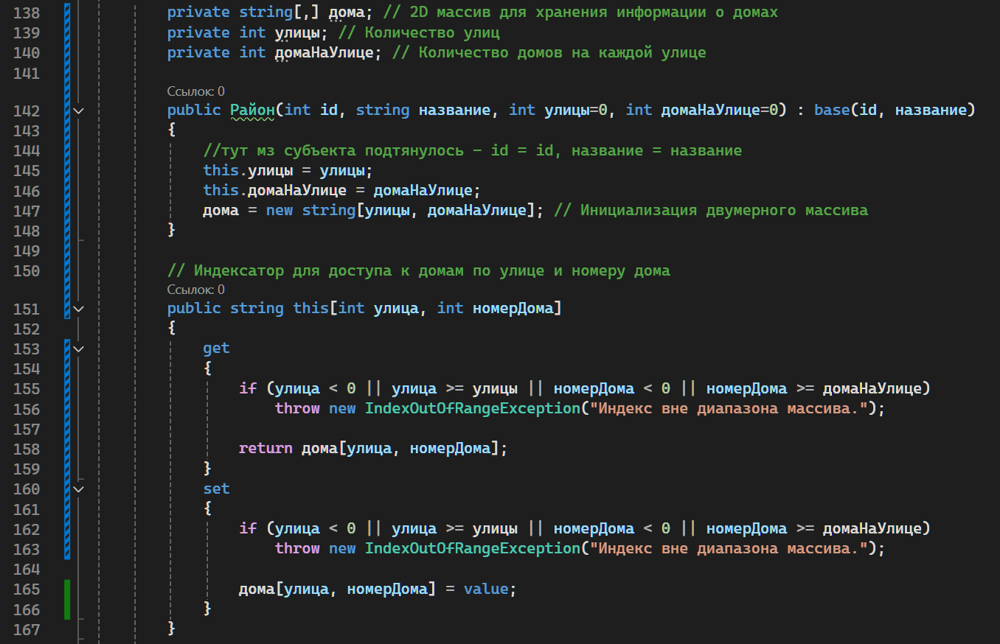 138 private string[,] дома; // 2D массив для хранения информации о домах
139 private int улицы; // Количество улиц
140 private int домаНаУлице; // Количество домов на каждой улице
141
Ссылок: 0
142 public Район(int id, string название, int улицы=0, int домаНаУлице=0) : base(id, название)
143 {
144 //тут мз субъекта подтянулось - id = id, название = название
145 this.улицы = улицы;
146 this.домаНаУлице = домаНаУлице;
147 дома = new string[улицы, домаНаУлице]; // Инициализация двумерного массива
148 }
149
150 // Индексатор для доступа к домам по улице и номеру дома
Ссылок: 0
151 public string this[int улица, int номерДома]
152 {
153 get
154 {
155 if (улица < 0 || улица >= улицы || номерДома < 0 || номерДома >= домаНаУлице)
156 throw new IndexOutOfRangeException("Индекс вне диапазона массива.");
157
158 return дома[улица, номерДома];
159 }
160 set
161 {
162 if (улица < 0 || улица >= улицы || номерДома < 0 || номерДома >= домаНаУлице)
163 throw new IndexOutOfRangeException("Индекс вне диапазона массива.");
164
165 дома[улица, номерДома] = value;
166 }
167 }